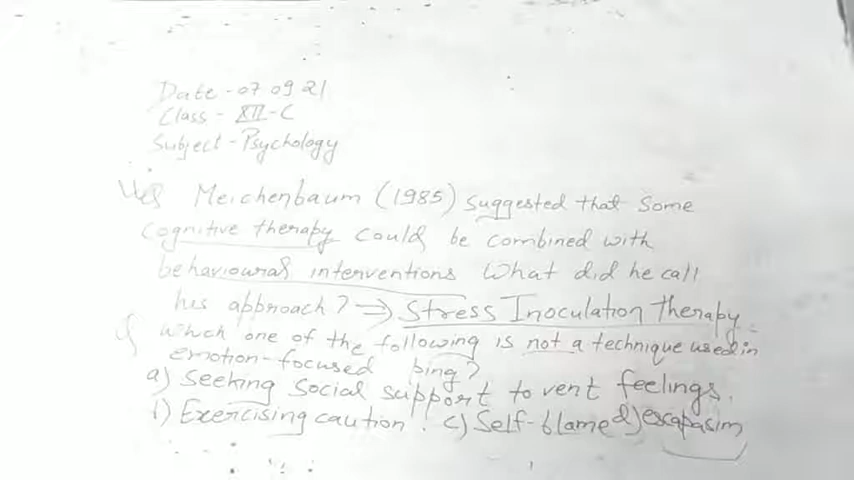 Date - 07 09 21
Class - XII - C
Subject - Psychology
Meichenbaum (1985) suggested that some
cognitive therapy could be combined with
behavioural interventions What did he call
his approach? → Stress Inoculation therapy.
Q which one of the following is not a technique used in
emotion-focused ping?
a) Seeking Social support to vent feelings.
i) Exercising caution. c) Self-blame d) escapasim